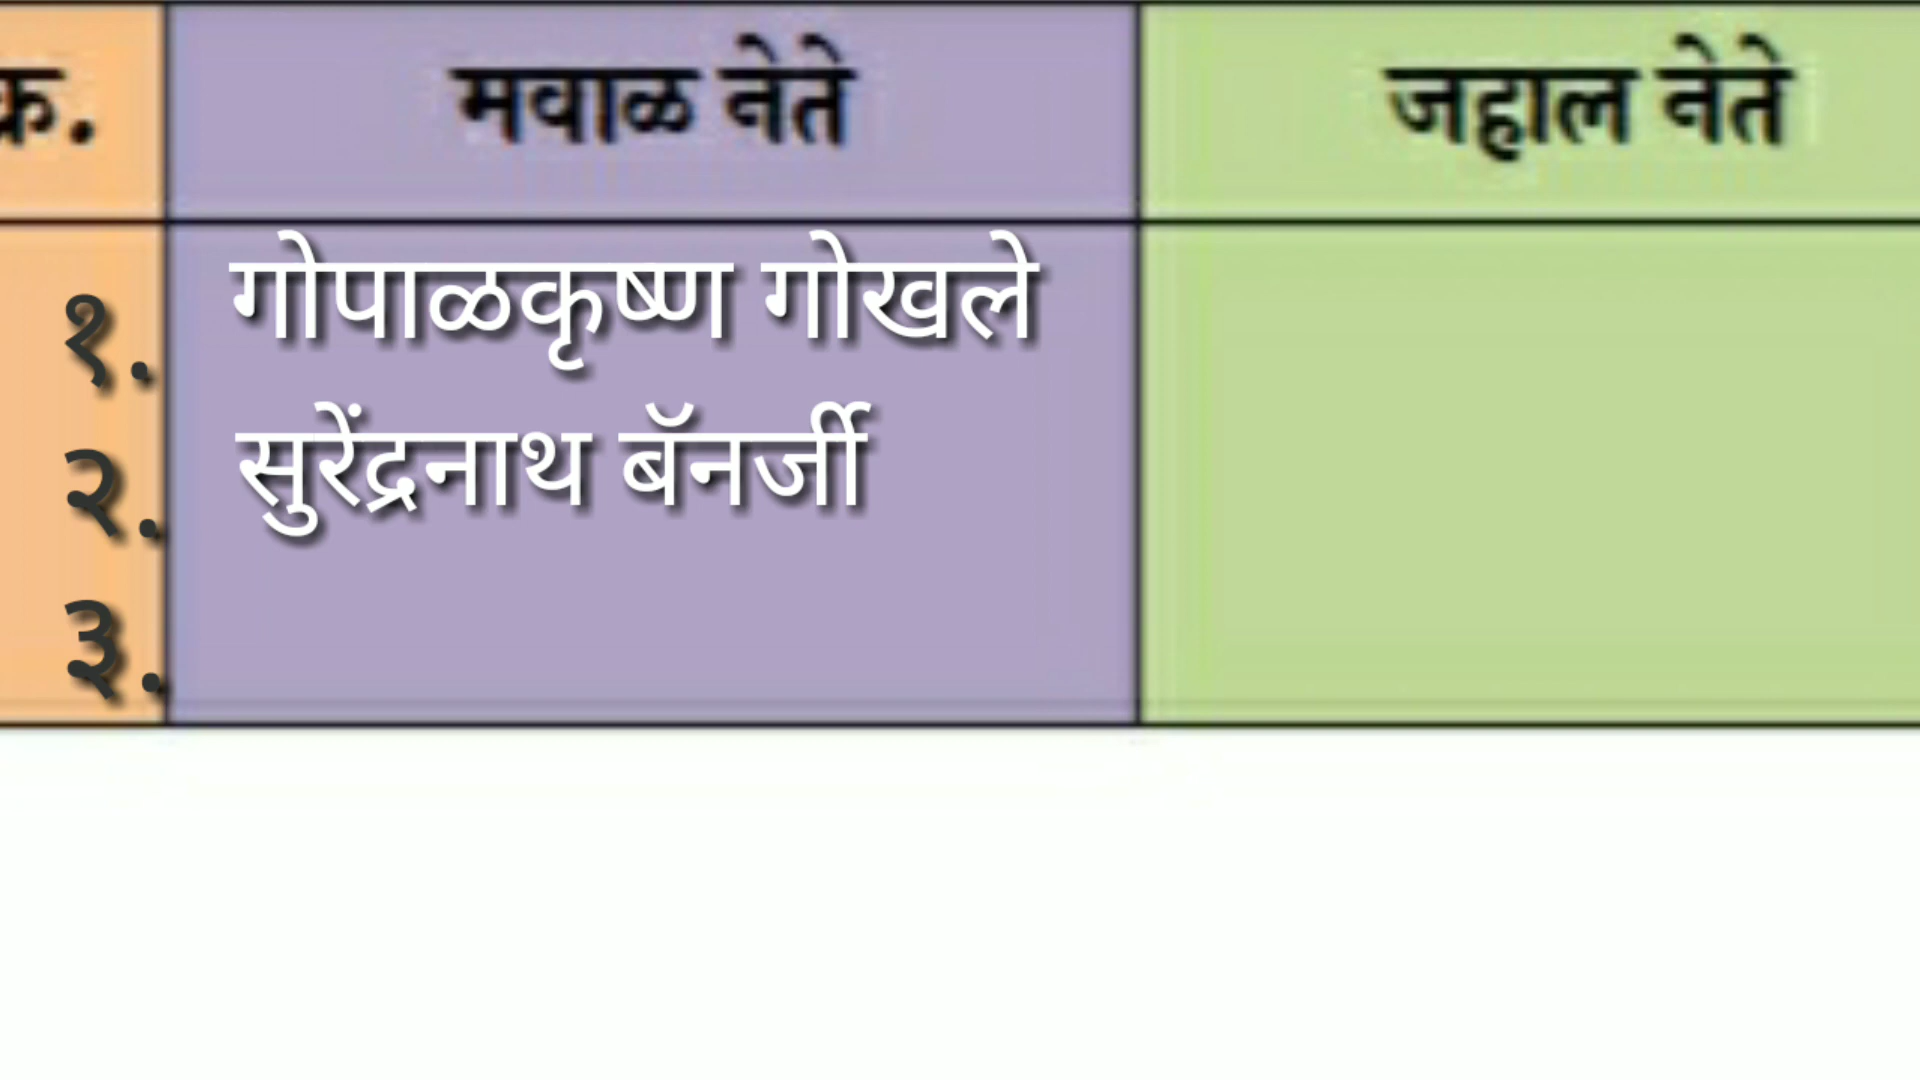 क्र. मवाळ नेते जहाल नेते
१. गोपाळकृष्ण गोखले
२. सुरेंद्रनाथ बॅनर्जी
३.